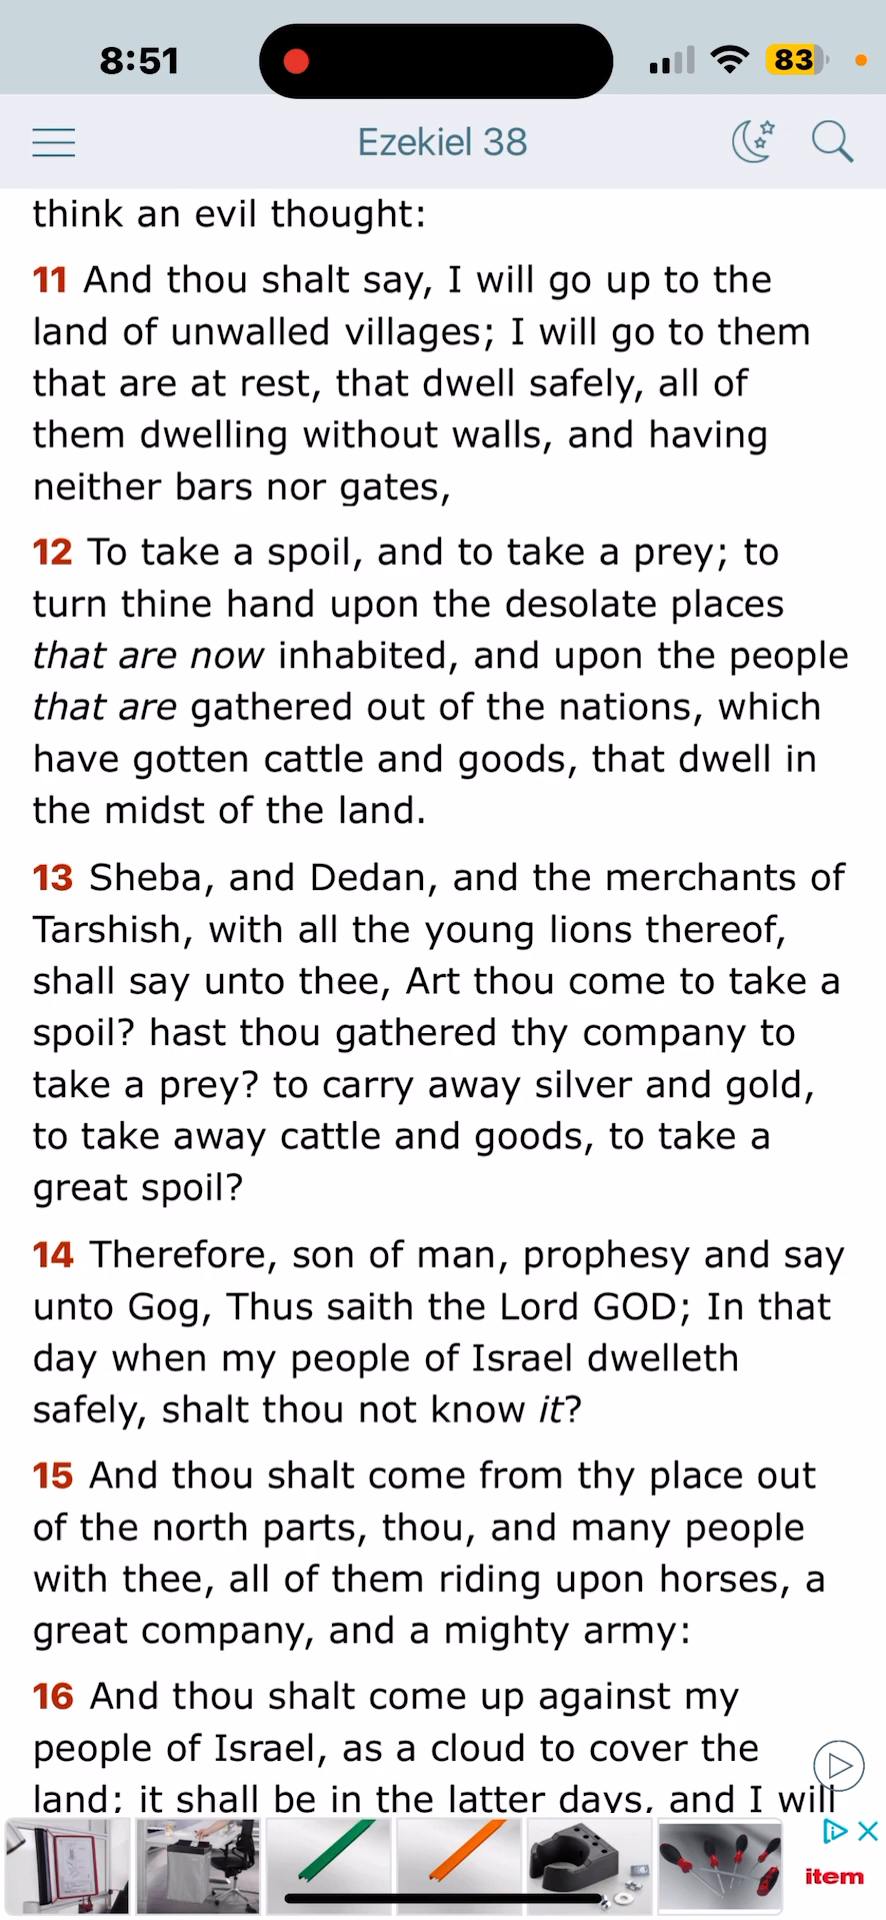 8:51
83
Ezekiel 38
think an evil thought:
11 And thou shalt say, I will go up to the
land of unwalled villages; I will go to them
that are at rest, that dwell safely, all of
them dwelling without walls, and having
neither bars nor gates,
12 To take a spoil, and to take a prey; to
turn thine hand upon the desolate places
that are now inhabited, and upon the people
that are gathered out of the nations, which
have gotten cattle and goods, that dwell in
the midst of the land.
13 Sheba, and Dedan, and the merchants of
Tarshish, with all the young lions thereof,
shall say unto thee, Art thou come to take a
spoil? hast thou gathered thy company to
take a prey? to carry away silver and gold,
to take away cattle and goods, to take a
great spoil?
14 Therefore, son of man, prophesy and say
unto Gog, Thus saith the Lord GOD; In that
day when my people of Israel dwelleth
safely, shalt thou not know it?
15 And thou shalt come from thy place out
of the north parts, thou, and many people
with thee, all of them riding upon horses, a
great company, and a mighty army:
16 And thou shalt come up against my
people of Israel, as a cloud to cover the
land; it shall be in the latter days, and I will
item